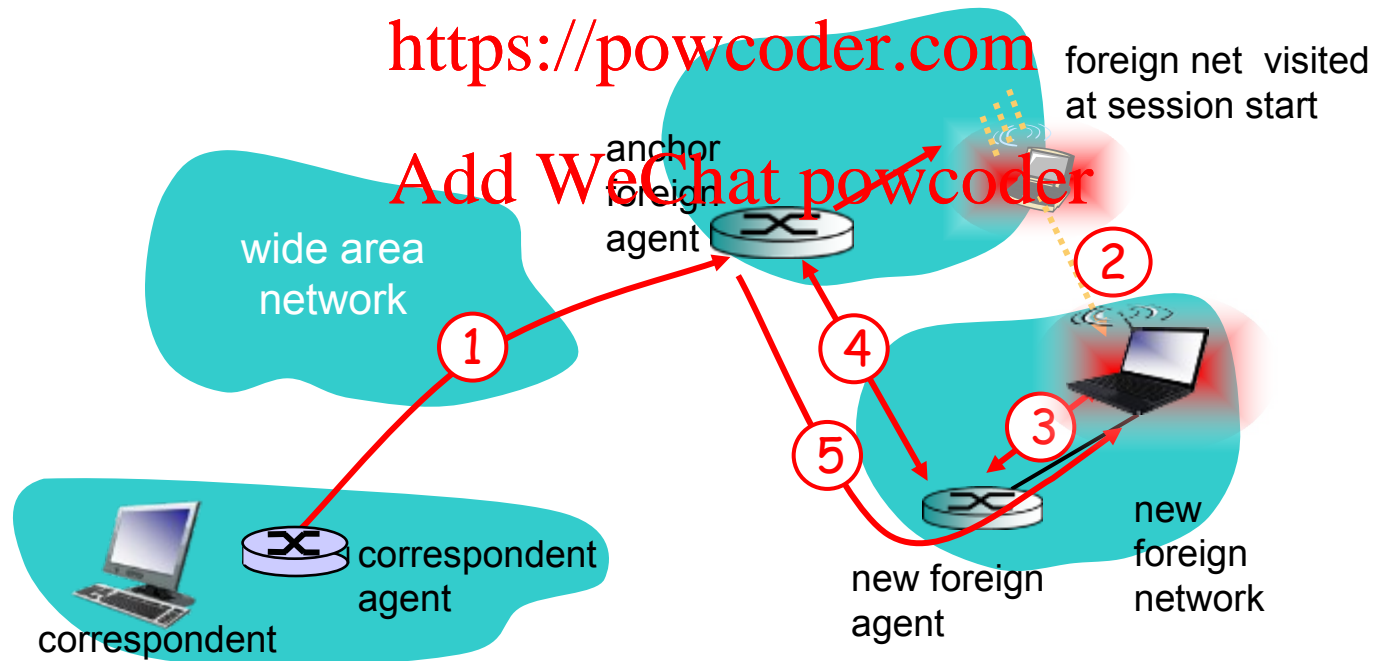 https://powcoder.com
foreign net visited
at session start
Add WeChat powcoder
anchor
foreign
agent
wide area
network
1
2
4
3
5
correspondent
agent
correspondent
new foreign
agent
new
foreign
network